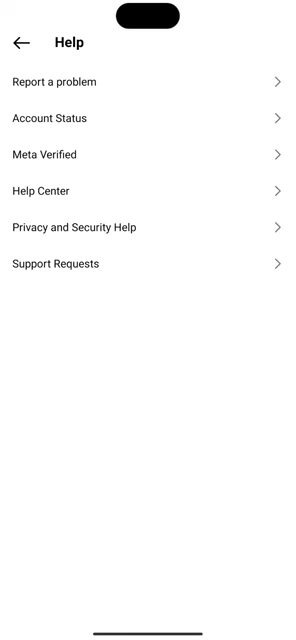 Help
Report a problem
Account Status
Meta Verified
Help Center
Privacy and Security Help
Support Requests